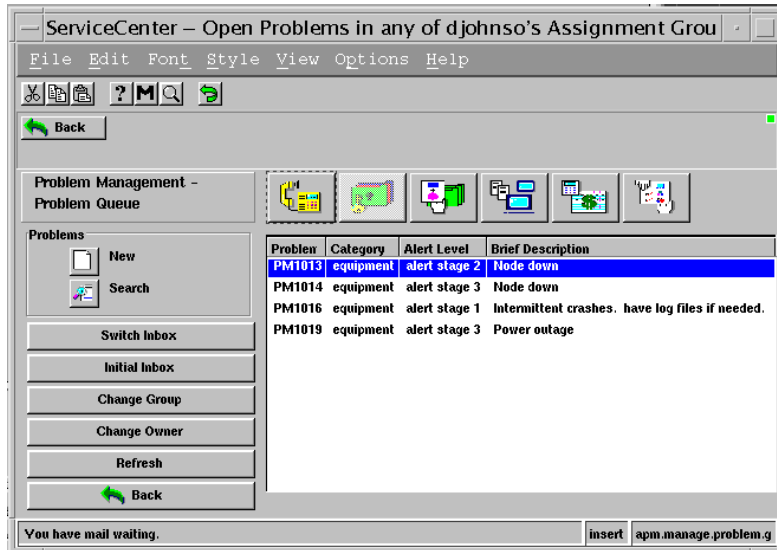 ServiceCenter – Open Problems in any of djohnso's Assignment Grou
File Edit Font Style View Options Help
Back
Problem Management –
Problem Queue
Problems
New
Search
Switch Inbox
Initial Inbox
Change Group
Change Owner
Refresh
Back
Problem Category Alert Level Brief Description
PM1013 equipment alert stage 2 Node down
PM1014 equipment alert stage 3 Node down
PM1016 equipment alert stage 1 Intermittent crashes. have log files if needed.
PM1019 equipment alert stage 3 Power outage
You have mail waiting.
insert apm.manage.problem.g